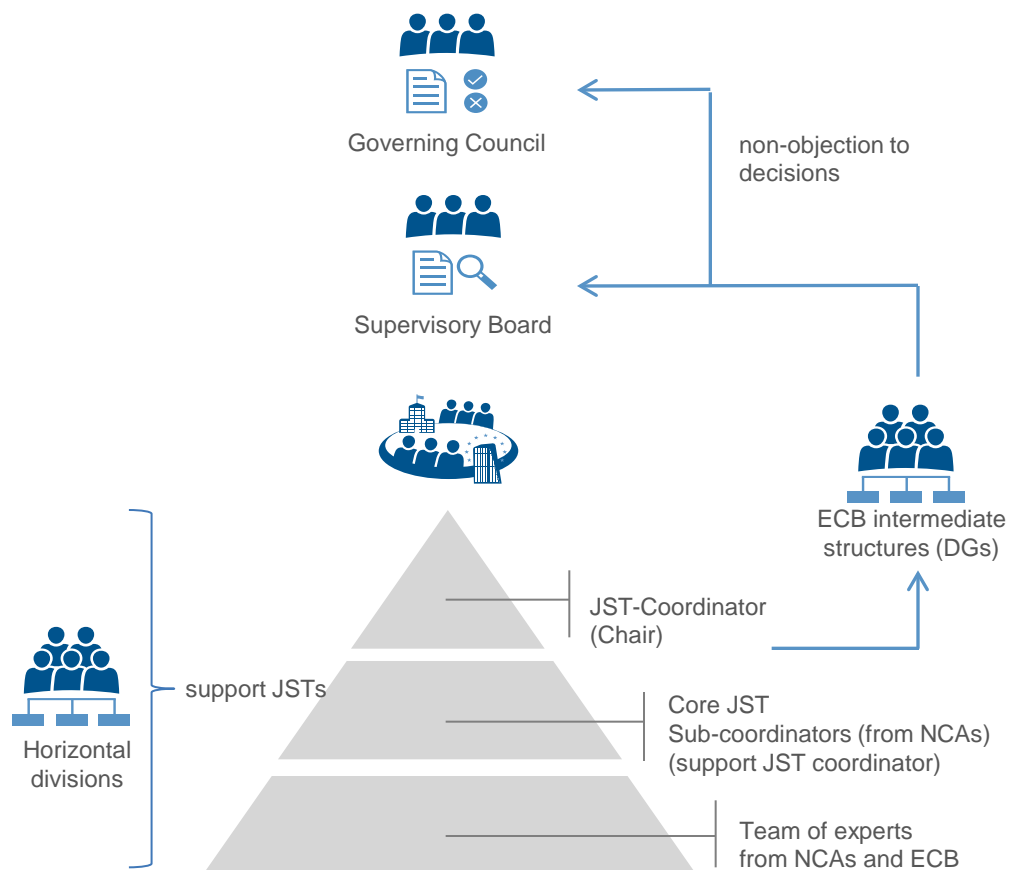 Governing Council
non-objection to
decisions
Supervisory Board
ECB intermediate
structures (DGs)
JST-Coordinator
(Chair)
support JSTs
Core JST
Sub-coordinators (from NCAs)
(support JST coordinator)
Horizontal
divisions
Team of experts
from NCAs and ECB